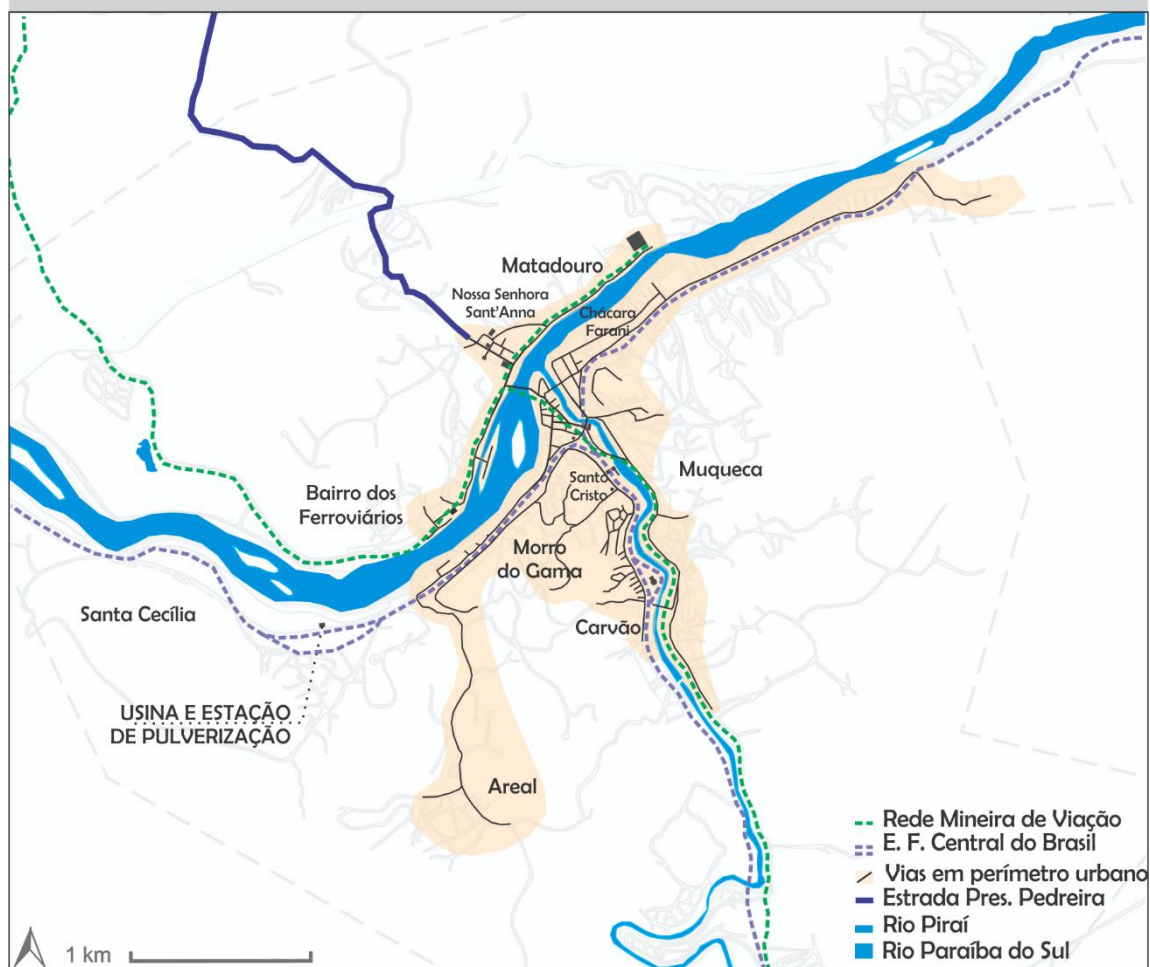 Matadouro
Nossa Senhora
Sant'Anna
Chácara
Farani
Muqueca
Santo
Cristo
Bairro dos
Ferroviários
Morro
do Gama
Santa Cecília
Carvão
USINA E ESTAÇÃO
DE PULVERIZAÇÃO
Areal
Rede Mineira de Viação
E. F. Central do Brasil
Vias em perímetro urbano
Estrada Pres. Pedreira
Rio Piraí
Rio Paraíba do Sul
1 km